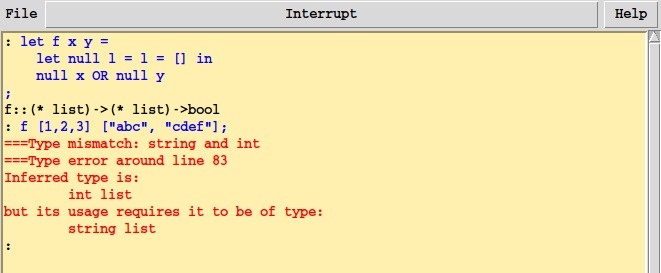 File Interrupt Help
: let f x y =
    let null l = l = [] in
    null x OR null y
;
f::(* list)->(* list)->bool
: f [1,2,3] ["abc", "cdef"];
===Type mismatch: string and int
===Type error around line 83
Inferred type is:
        int list
but its usage requires it to be of type:
        string list
: